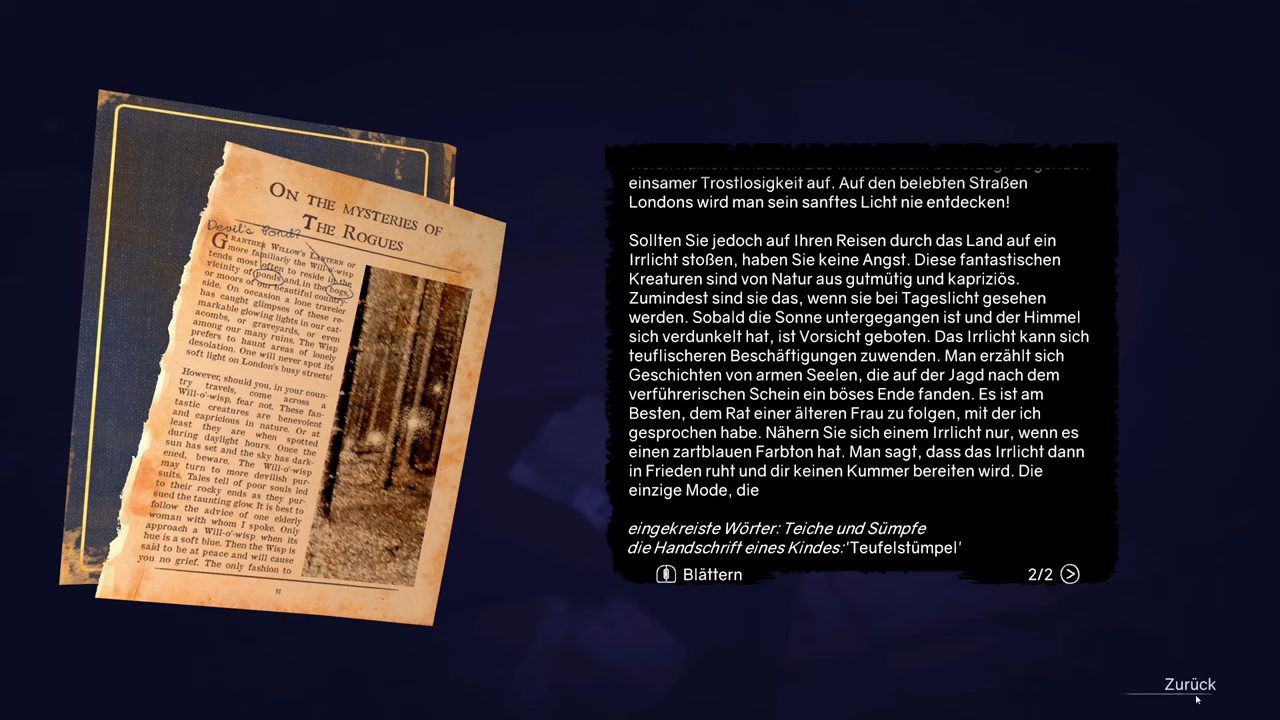 ON THE MYSTERIES OF
THE ROGUES
Devil's Pond?
GRANTHER WILLOW'S LANTERN OR
more familiarly the Will-o'-wisp
tends most often to reside in the
vicinity of ponds and in the bogs,
or moors of our beautiful country-
side. On occasion a lone traveler
has caught glimpses of these re-
markable glowing lights in our cat-
acombs, or graveyards, or even
among our many ruins. The Wisp
prefers to haunt areas of lonely
desolation. One will never spot its
soft light on London's busy streets!
However, should you, in your coun-
try travels, come across a
Will-o'-wisp, fear not. These fan-
tastic creatures are benevolent
and capricious in nature. Or at
least they are when spotted
during daylight hours. Once the
sun has set and the sky has dark-
ened, beware. The Will-o'-wisp
may turn to more devilish pur-
suits. Tales tell of poor souls led
to their rocky ends as they pur-
sued the taunting glow. It is best to
follow the advice of one elderly
woman with whom I spoke. Only
approach a Will-o'-wisp when its
hue is a soft blue. Then the Wisp is
said to be at peace and will cause
you no grief. The only fashion to
einsamer Trostlosigkeit auf. Auf den belebten Straßen
Londons wird man sein sanftes Licht nie entdecken!
Sollten Sie jedoch auf Ihren Reisen durch das Land auf ein
Irrlicht stoßen, haben Sie keine Angst. Diese fantastischen
Kreaturen sind von Natur aus gutmütig und kapriziös.
Zumindest sind sie das, wenn sie bei Tageslicht gesehen
werden. Sobald die Sonne untergegangen ist und der Himmel
sich verdunkelt hat, ist Vorsicht geboten. Das Irrlicht kann sich
teuflischeren Beschäftigungen zuwenden. Man erzählt sich
Geschichten von armen Seelen, die auf der Jagd nach dem
verführerischen Schein ein böses Ende fanden. Es ist am
Besten, dem Rat einer älteren Frau zu folgen, mit der ich
gesprochen habe. Nähern Sie sich einem Irrlicht nur, wenn es
einen zartblauen Farbton hat. Man sagt, dass das Irrlicht dann
in Frieden ruht und dir keinen Kummer bereiten wird. Die
einzige Mode, die
eingekreiste Wörter: Teiche und Sümpfe
die Handschrift eines Kindes:'Teufelstümpel'
Blättern
2/2
Zurück